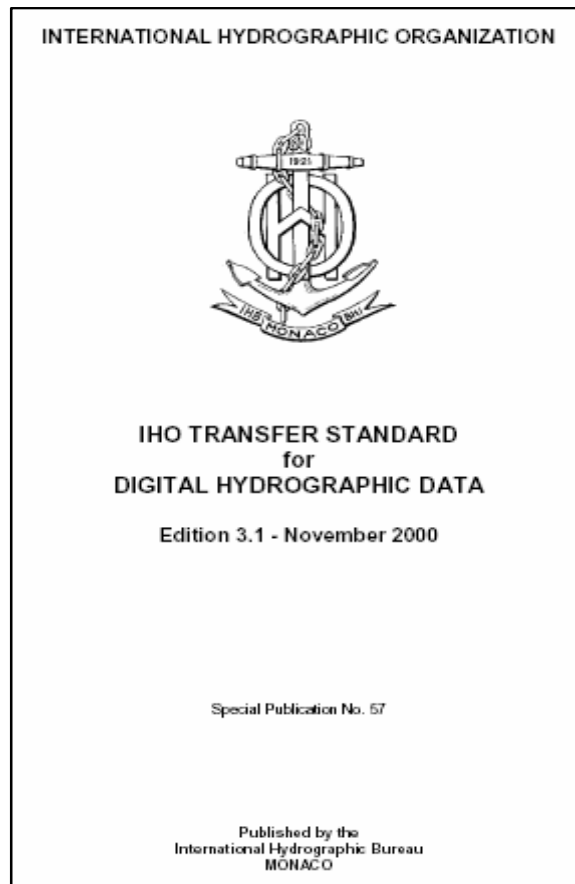 INTERNATIONAL HYDROGRAPHIC ORGANIZATION
1921
IHB MONACO BHI
IHO TRANSFER STANDARD
for
DIGITAL HYDROGRAPHIC DATA
Edition 3.1 - November 2000
Special Publication No. 57
Published by the
International Hydrographic Bureau
MONACO